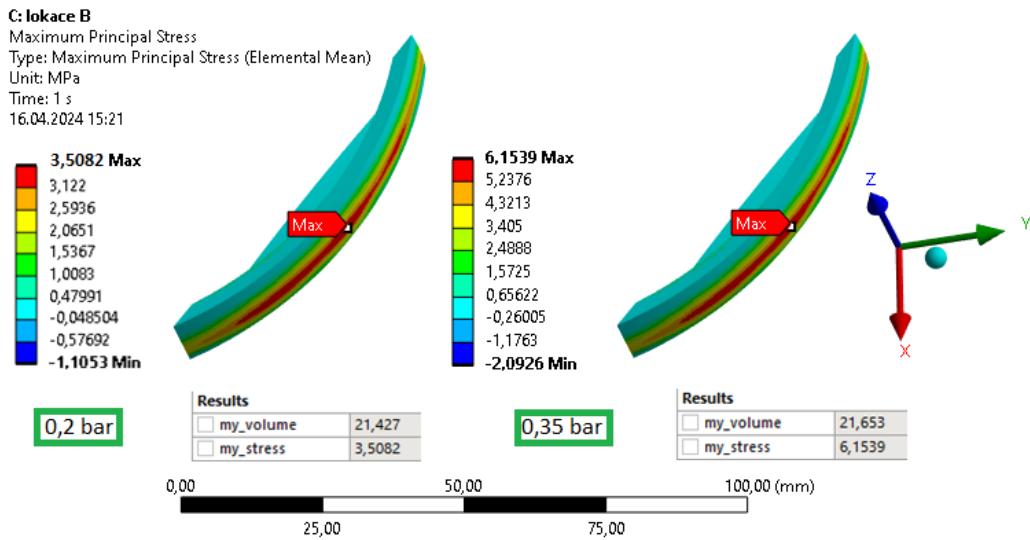 C: lokace B
Maximum Principal Stress
Type: Maximum Principal Stress (Elemental Mean)
Unit: MPa
Time: 1 s
16.04.2024 15:21
3,5082 Max
3,122
2,5936
2,0651
1,5367
1,0083
0,47991
-0,048504
-0,57692
-1,1053 Min
Max
6,1539 Max
5,2376
4,3213
3,405
2,4888
1,5725
0,65622
-0,26005
-1,1763
-2,0926 Min
Max
Z
Y
X
0,2 bar
Results
my_volume 21,427
my_stress 3,5082
0,35 bar
Results
my_volume 21,653
my_stress 6,1539
0,00 50,00 100,00 (mm)
25,00 75,00